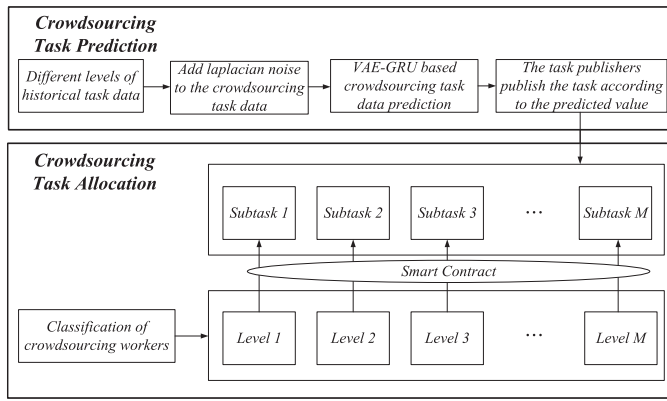 Crowdsourcing
Task Prediction
Different levels of
historical task data
Add laplacian noise
to the crowdsourcing
task data
VAE-GRU based
crowdsourcing task
data prediction
The task publishers
publish the task according
to the predicted value
Crowdsourcing
Task Allocation
Subtask 1
Subtask 2
Subtask 3
...
Subtask M
Smart Contract
Classification of
crowdsourcing workers
Level 1
Level 2
Level 3
...
Level M